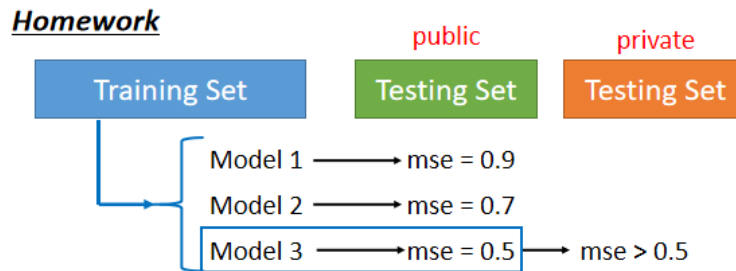 Homework
public private
Training Set Testing Set Testing Set
Model 1 mse = 0.9
Model 2 mse = 0.7
Model 3 mse = 0.5 mse > 0.5